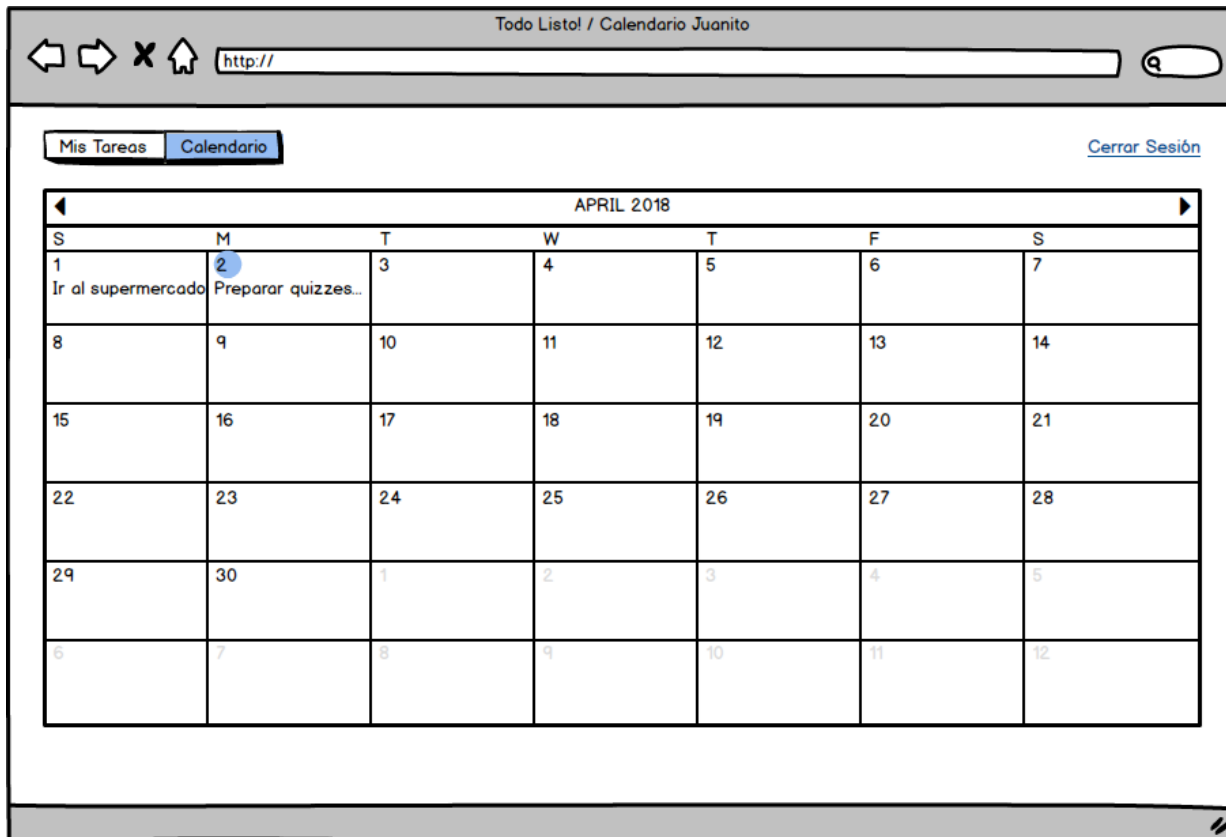 Todo Listo! / Calendario Juanito
http://
Mis Tareas Calendario Cerrar Sesión
APRIL 2018
S M T W T F S
1 2 3 4 5 6 7
Ir al supermercado Preparar quizzes...
8 9 10 11 12 13 14
15 16 17 18 19 20 21
22 23 24 25 26 27 28
29 30 1 2 3 4 5
6 7 8 9 10 11 12